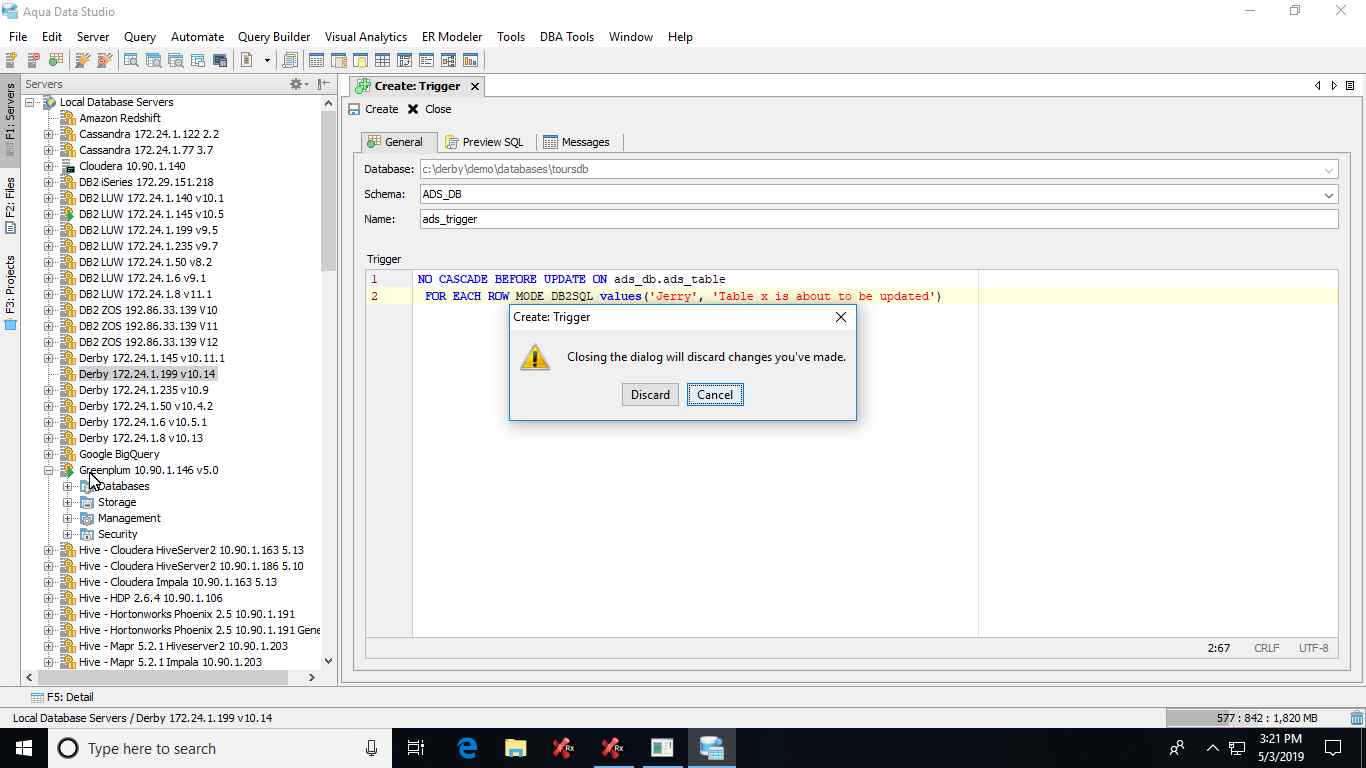 Aqua Data Studio
File Edit Server Query Automate Query Builder Visual Analytics ER Modeler Tools DBA Tools Window Help
Servers
F1: Servers
F2: Files
F3: Projects
Local Database Servers
Amazon Redshift
Cassandra 172.24.1.122 2.2
Cassandra 172.24.1.77 3.7
Cloudera 10.90.1.140
DB2 iSeries 172.29.151.218
DB2 LUW 172.24.1.140 v10.1
DB2 LUW 172.24.1.145 v10.5
DB2 LUW 172.24.1.199 v9.5
DB2 LUW 172.24.1.235 v9.7
DB2 LUW 172.24.1.50 v8.2
DB2 LUW 172.24.1.6 v9.1
DB2 LUW 172.24.1.8 v11.1
DB2 ZOS 192.86.33.139 V10
DB2 ZOS 192.86.33.139 V11
DB2 ZOS 192.86.33.139 V12
Derby 172.24.1.145 v10.11.1
Derby 172.24.1.199 v10.14
Derby 172.24.1.235 v10.9
Derby 172.24.1.50 v10.4.2
Derby 172.24.1.6 v10.5.1
Derby 172.24.1.8 v10.13
Google BigQuery
Greenplum 10.90.1.146 v5.0
Databases
Storage
Management
Security
Hive - Cloudera HiveServer2 10.90.1.163 5.13
Hive - Cloudera HiveServer2 10.90.1.186 5.10
Hive - Cloudera Impala 10.90.1.163 5.13
Hive - HDP 2.6.4 10.90.1.106
Hive - Hortonworks Phoenix 2.5 10.90.1.191
Hive - Hortonworks Phoenix 2.5 10.90.1.191 Gene
Hive - Mapr 5.2.1 Hiveserver2 10.90.1.203
Hive - Mapr 5.2.1 Impala 10.90.1.203
Create: Trigger
Create Close
General Preview SQL Messages
Database: c:\derby\demo\databases\toursdb
Schema: ADS_DB
Name: ads_trigger
Trigger
1 NO CASCADE BEFORE UPDATE ON ads_db.ads_table
2 FOR EACH ROW MODE DB2SQL values('Jerry', 'Table x is about to be updated')
Create: Trigger
Closing the dialog will discard changes you've made.
Discard Cancel
2:67 CRLF UTF-8
F5: Detail
Local Database Servers / Derby 172.24.1.199 v10.14
577 : 842 : 1,820 MB
Type here to search
Rx
Rx
3:21 PM
5/3/2019